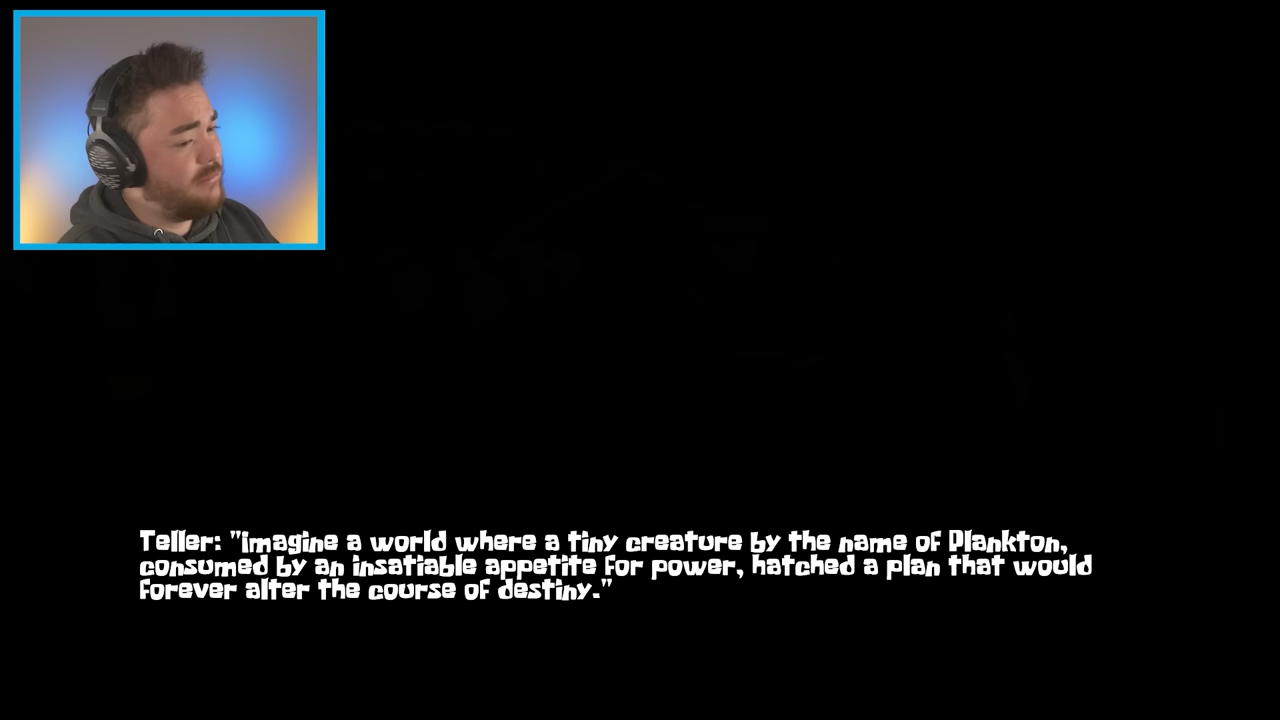 Teller: "imagine a world where a tiny creature by the name of Plankton,
consumed by an insatiable appetite for power, hatched a plan that would
forever alter the course of destiny."